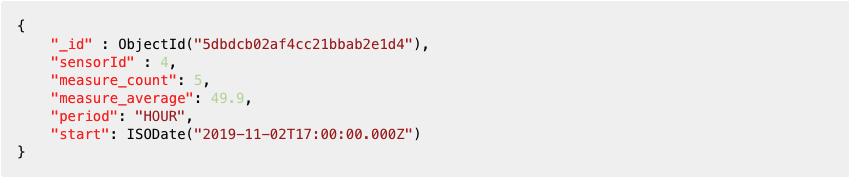 {
    "_id" : ObjectId("5dbdcb02af4cc21bbab2e1d4"),
    "sensorId" : 4,
    "measure_count": 5,
    "measure_average": 49.9,
    "period": "HOUR",
    "start": ISODate("2019-11-02T17:00:00.000Z")
}